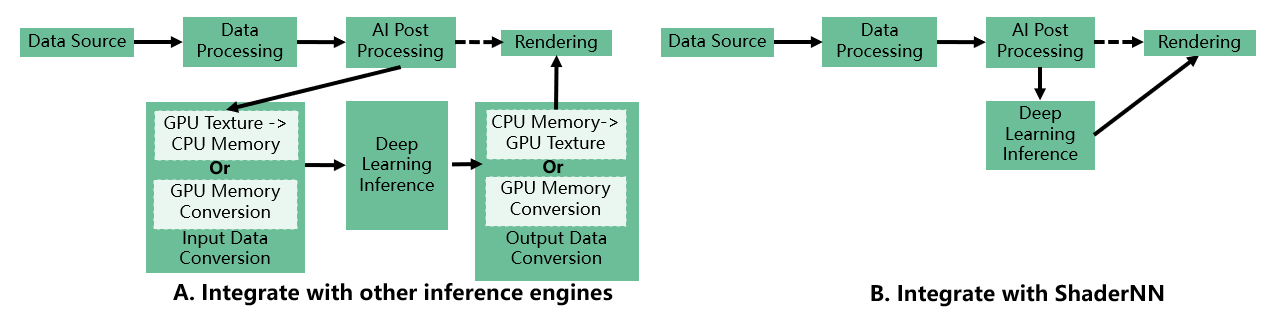 Data Source
Data
Processing
AI Post
Processing
Rendering
GPU Texture ->
CPU Memory
Or
GPU Memory
Conversion
Input Data
Conversion
Deep
Learning
Inference
CPU Memory->
GPU Texture
Or
GPU Memory
Conversion
Output Data
Conversion
A. Integrate with other inference engines
Data Source
Data
Processing
AI Post
Processing
Rendering
Deep
Learning
Inference
B. Integrate with ShaderNN